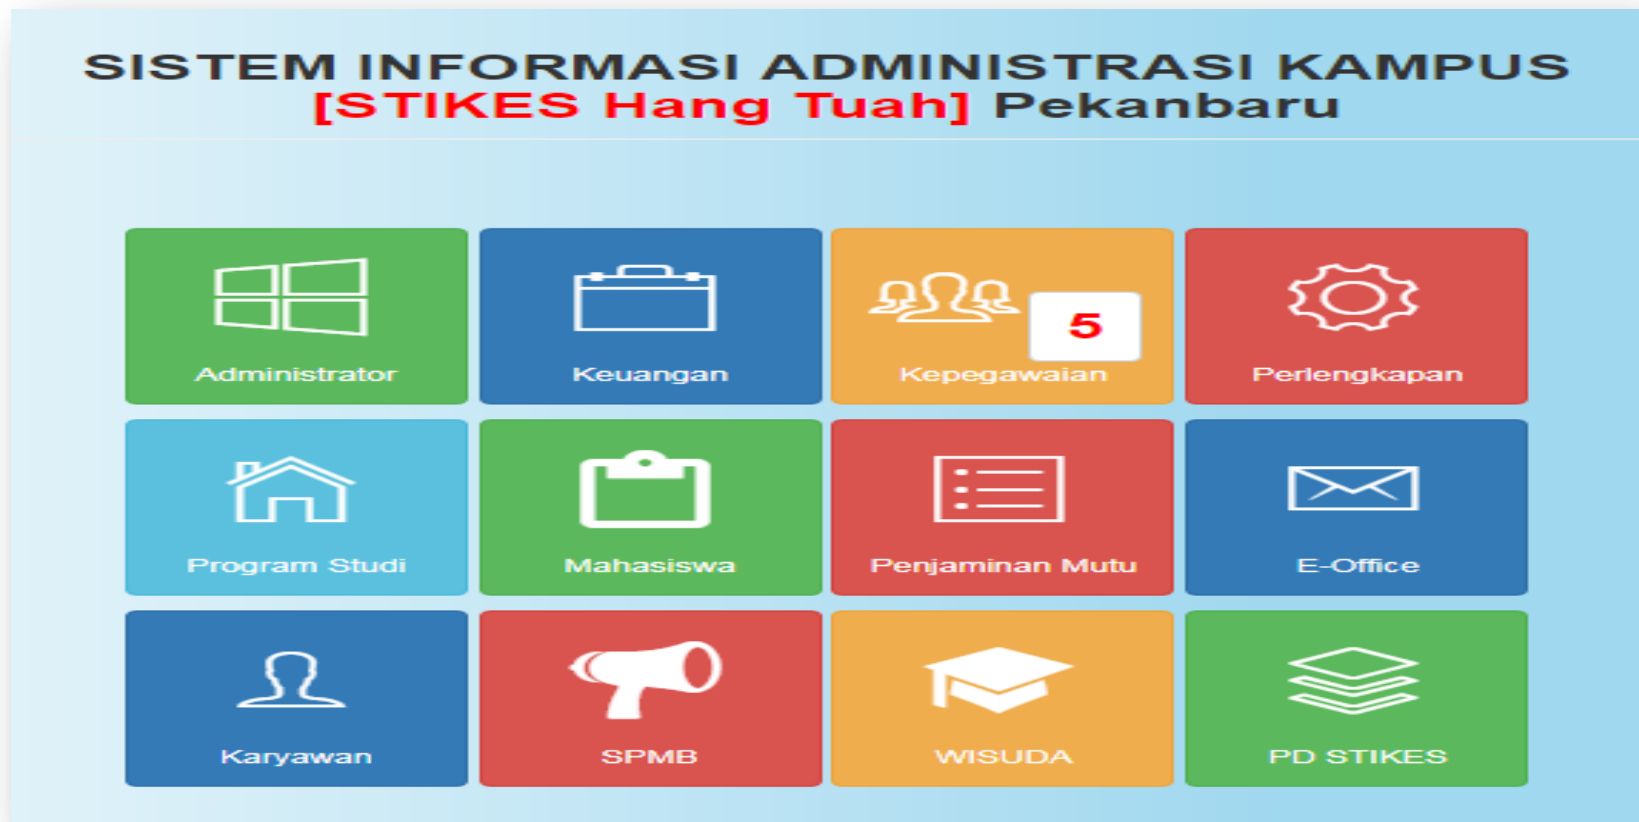 SISTEM INFORMASI ADMINISTRASI KAMPUS
[STIKES Hang Tuah] Pekanbaru
Administrator
Keuangan
5
Kepegawaian
Perlengkapan
Program Studi
Mahasiswa
Penjaminan Mutu
E-Office
Karyawan
SPMB
WISUDA
PD STIKES